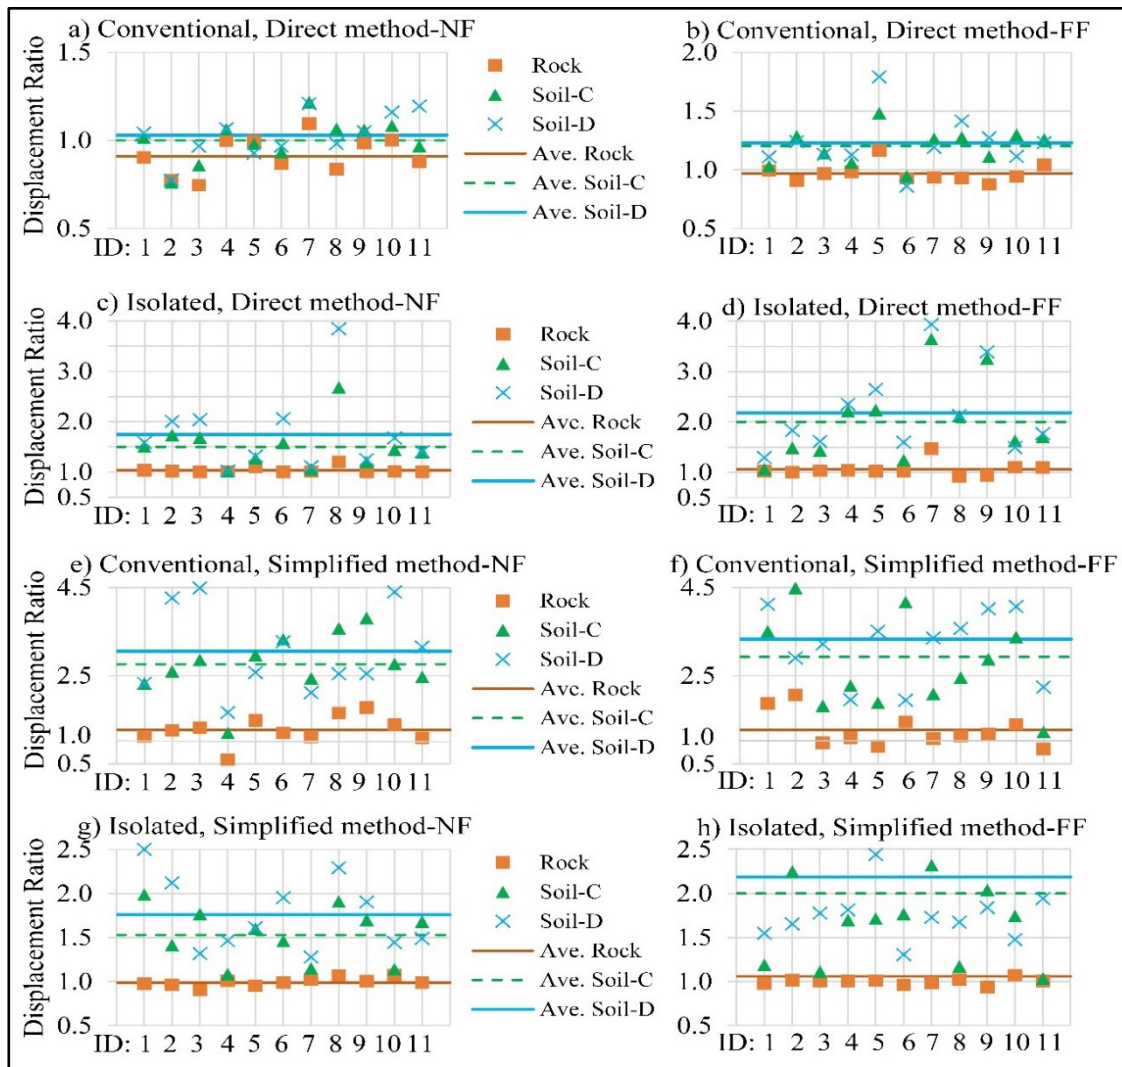 a) Conventional, Direct method-NF
Displacement Ratio
1.5
1.0
0.5
ID: 1 2 3 4 5 6 7 8 9 10 11
Rock
Soil-C
Soil-D
Ave. Rock
Ave. Soil-C
Ave. Soil-D
b) Conventional, Direct method-FF
2.0
1.5
1.0
0.5
ID: 1 2 3 4 5 6 7 8 9 10 11
c) Isolated, Direct method-NF
Displacement Ratio
4.0
3.0
2.0
1.0
0.5
ID: 1 2 3 4 5 6 7 8 9 10 11
Rock
Soil-C
Soil-D
Avc. Rock
Ave. Soil-C
Ave. Soil-D
d) Isolated, Direct method-FF
4.0
3.0
2.0
1.0
0.5
ID: 1 2 3 4 5 6 7 8 9 10 11
e) Conventional, Simplified method-NF
Displacement Ratio
4.5
2.5
1.0
0.5
ID: 1 2 3 4 5 6 7 8 9 10 11
Rock
Soil-C
Soil-D
Avc. Rock
Avc. Soil-C
Ave. Soil-D
f) Conventional, Simplified method-FF
4.5
2.5
1.0
0.5
ID: 1 2 3 4 5 6 7 8 9 10 11
g) Isolated, Simplified method-NF
Displacement Ratio
2.5
2.0
1.5
1.0
0.5
ID: 1 2 3 4 5 6 7 8 9 10 11
Rock
Soil-C
Soil-D
Ave. Rock
Ave. Soil-C
Ave. Soil-D
h) Isolated, Simplified method-FF
2.5
2.0
1.5
1.0
0.5
ID: 1 2 3 4 5 6 7 8 9 10 11